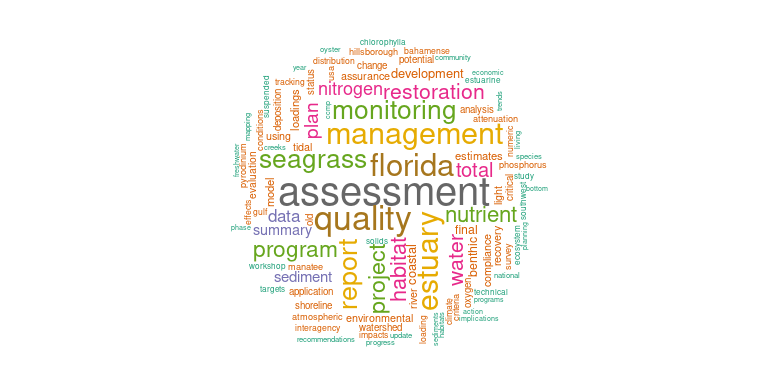 chlorophylla
oyster
hillsborough
bahamense
distribution
potential
community
year
usa
change
economic
assurance
development
estuarine
tracking
status
nitrogen
restoration
trends
suspended
deposition
loadings
plan
ccmp
monitoring
analysis
attenuation
mapping
conditions
using
tidal
management
numeric
living
creeks
seagrass
florida
estimates
species
freshwater
pyrodinium
evaluation
model
total
phosphorus
critical
study
assessment
light
southwest
bottom
effects
gulf
data
old
quality
nutrient
phase
summary
estuary
final
planning
program
report
project
solids
habitat
coastal
water
benthic
compliance
recovery
survey
ecosystem
workshop
manatee
sediment
national
targets
application
river
oxygen
technical
programs
shoreline
climate
criteria
action
atmospheric
environmental
implications
interagency
watershed
loading
sediments
habitats
impacts
update
recommendations
progress